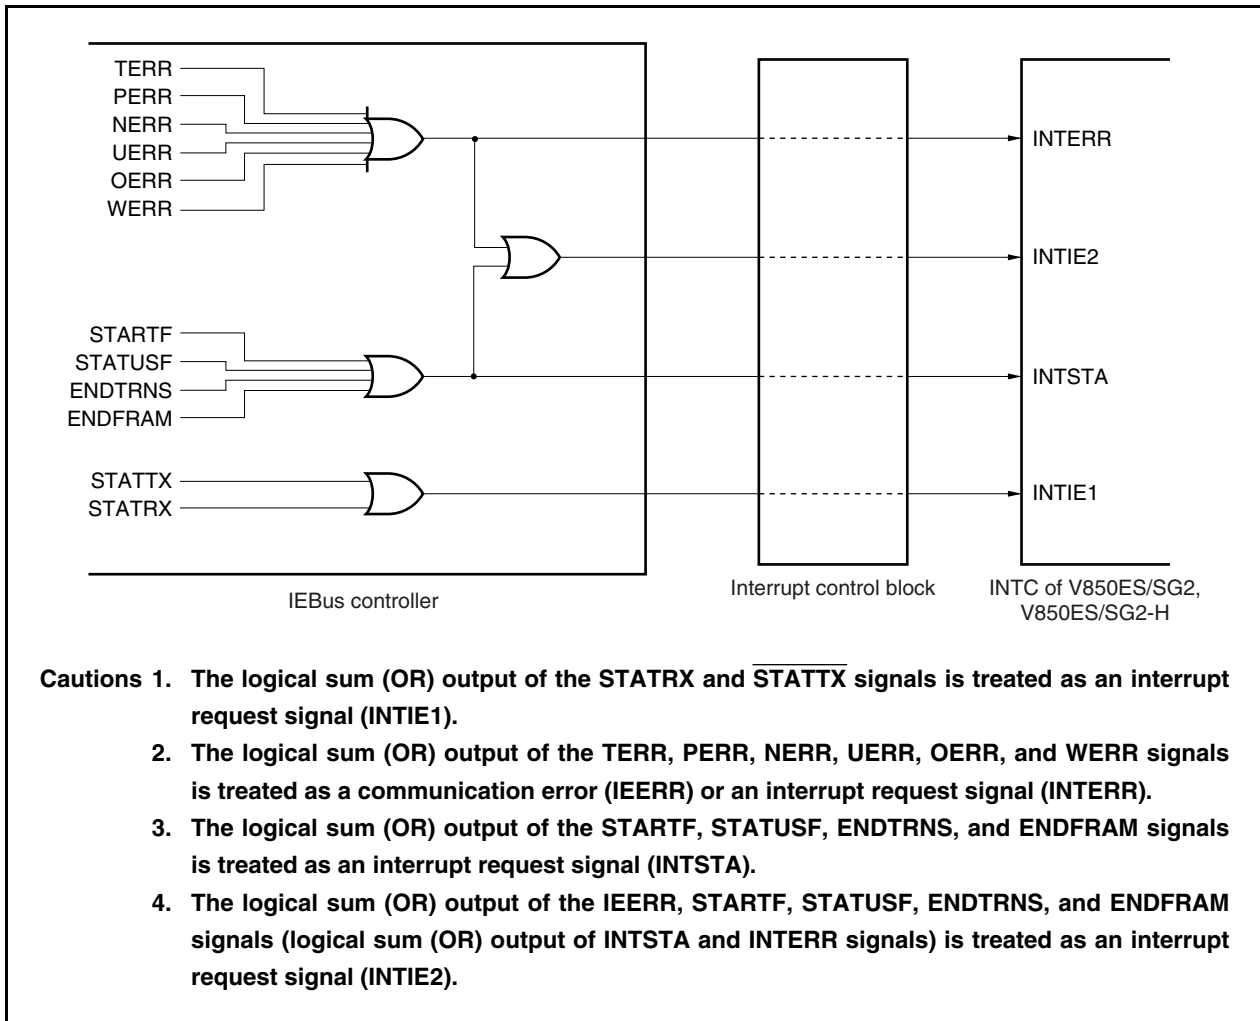 TERR
PERR
NERR
UERR
OERR
WERR
INTERR
INTIE2
STARTF
STATUSF
ENDTRNS
ENDFRAM
INTSTA
STATTX
STATRX
INTIE1
IEBus controller
Interrupt control block
INTC of V850ES/SG2,
V850ES/SG2-H
Cautions 1. The logical sum (OR) output of the STATRX and STATTX signals is treated as an interrupt
request signal (INTIE1).
2. The logical sum (OR) output of the TERR, PERR, NERR, UERR, OERR, and WERR signals
is treated as a communication error (IEERR) or an interrupt request signal (INTERR).
3. The logical sum (OR) output of the STARTF, STATUSF, ENDTRNS, and ENDFRAM signals
is treated as an interrupt request signal (INTSTA).
4. The logical sum (OR) output of the IEERR, STARTF, STATUSF, ENDTRNS, and ENDFRAM
signals (logical sum (OR) output of INTSTA and INTERR signals) is treated as an interrupt
request signal (INTIE2).